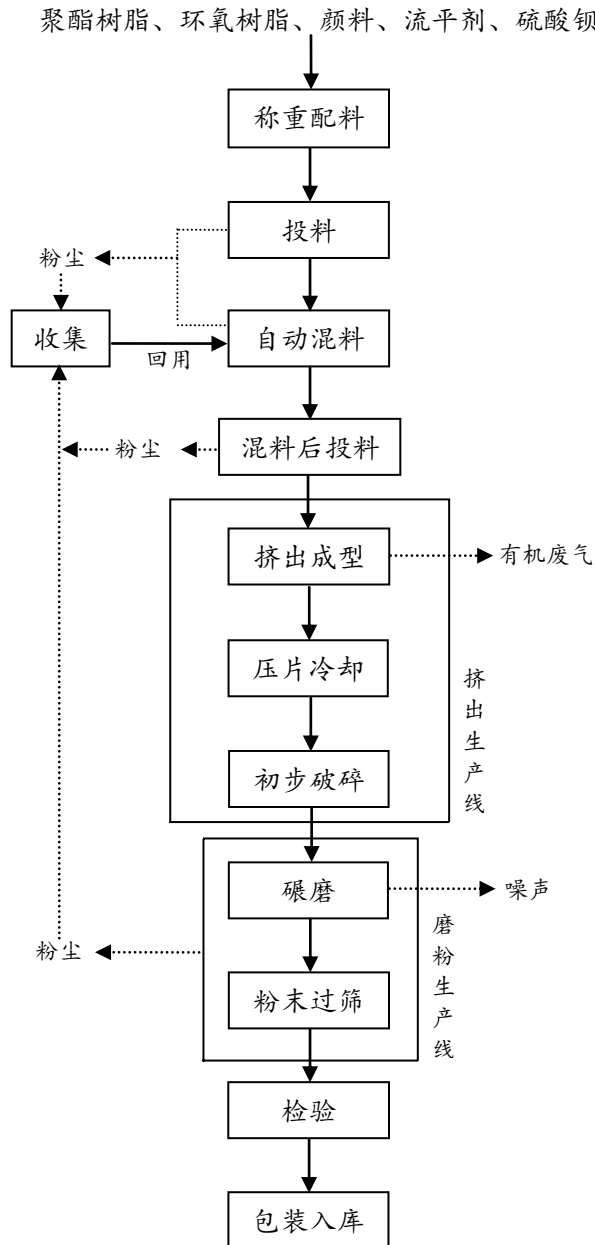 聚酯树脂、环氧树脂、颜料、流平剂、硫酸钡
称重配料
投料
粉尘
收集
回用
自动混料
粉尘
混料后投料
挤出成型
有机废气
压片冷却
挤出生产线
初步破碎
碾磨
噪声
粉尘
磨粉生产线
粉末过筛
检验
包装入库